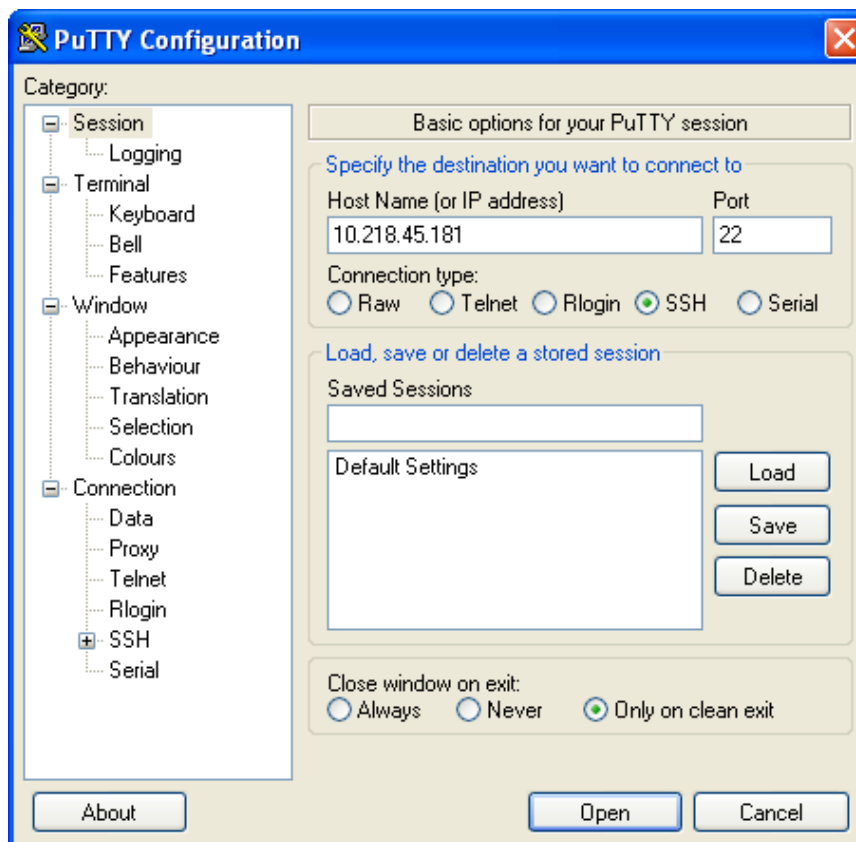 PuTTY Configuration
Category:
Session
Logging
Terminal
Keyboard
Bell
Features
Window
Appearance
Behaviour
Translation
Selection
Colours
Connection
Data
Proxy
Telnet
Rlogin
SSH
Serial
Basic options for your PuTTY session
Specify the destination you want to connect to
Host Name (or IP address) Port
10.218.45.181 22
Connection type:
Raw Telnet Rlogin SSH Serial
Load, save or delete a stored session
Saved Sessions
Default Settings
Load
Save
Delete
Close window on exit:
Always Never Only on clean exit
About Open Cancel